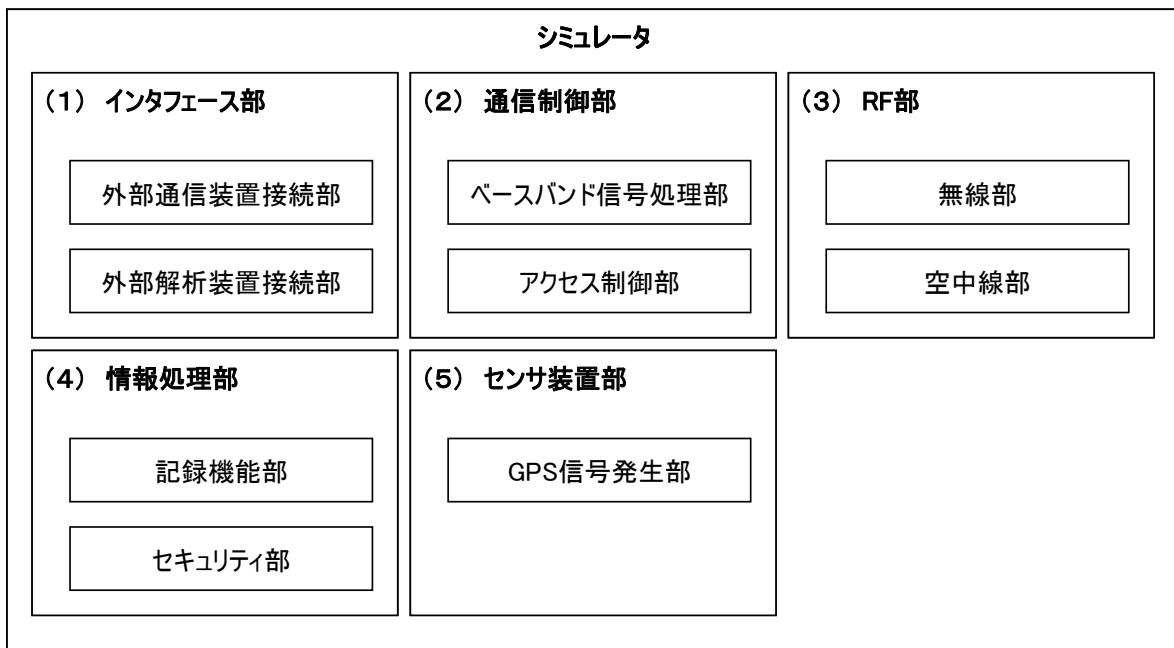 シミュレータ
(1) インタフェース部
外部通信装置接続部
外部解析装置接続部
(2) 通信制御部
ベースバンド信号処理部
アクセス制御部
(3) RF部
無線部
空中線部
(4) 情報処理部
記録機能部
セキュリティ部
(5) センサ装置部
GPS信号発生部